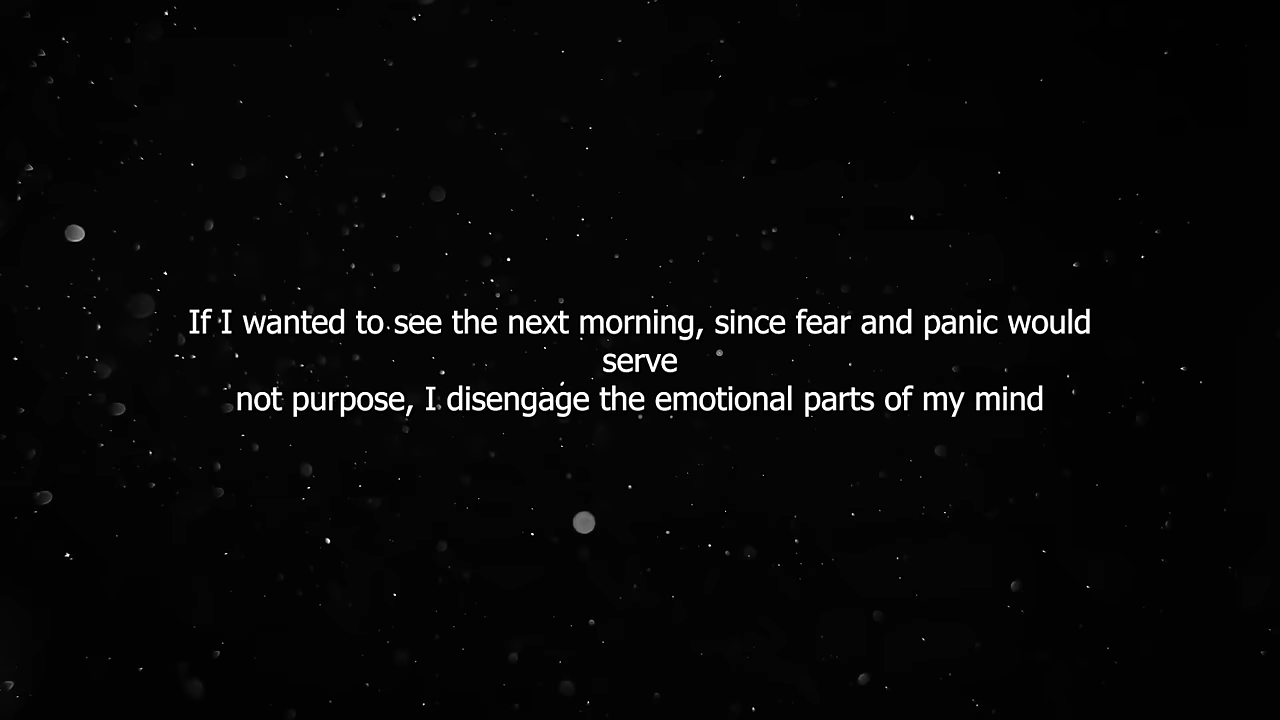 If I wanted to see the next morning, since fear and panic would
serve
not purpose, I disengage the emotional parts of my mind